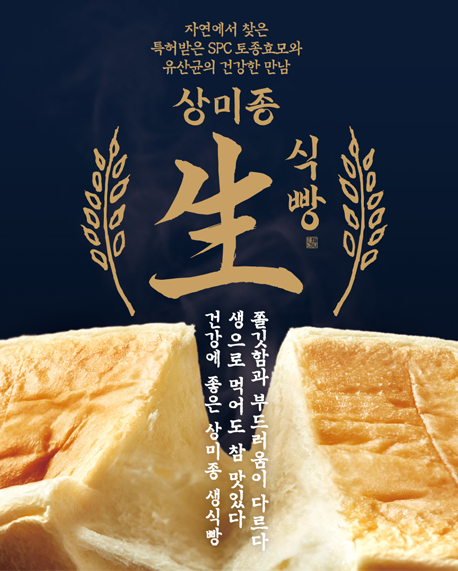 자연에서 찾은
특허받은 SPC 토종효모와
유산균의 건강한 만남
상미종
生
식빵
쫄깃함과 부드러움이 다르다
생으로 먹어도 참 맛있다
건강에 좋은 상미종 생식빵